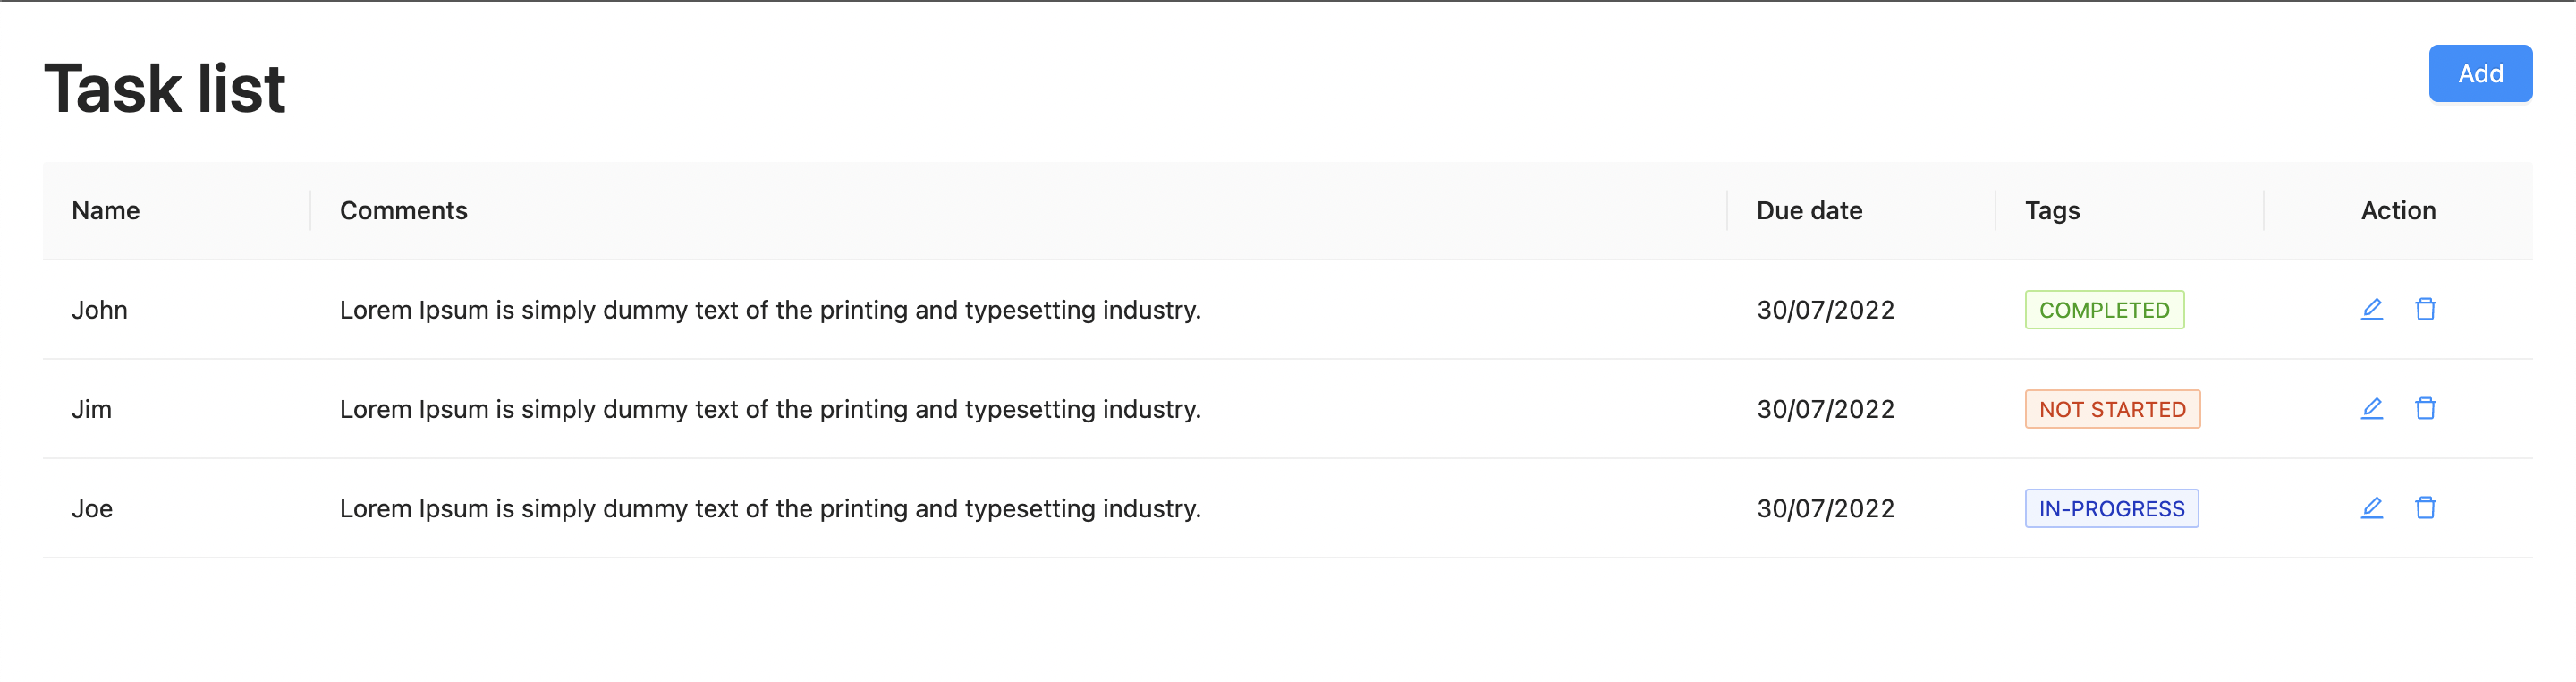 Task list
Add
Name Comments Due date Tags Action
John Lorem Ipsum is simply dummy text of the printing and typesetting industry. 30/07/2022 COMPLETED
Jim Lorem Ipsum is simply dummy text of the printing and typesetting industry. 30/07/2022 NOT STARTED
Joe Lorem Ipsum is simply dummy text of the printing and typesetting industry. 30/07/2022 IN-PROGRESS